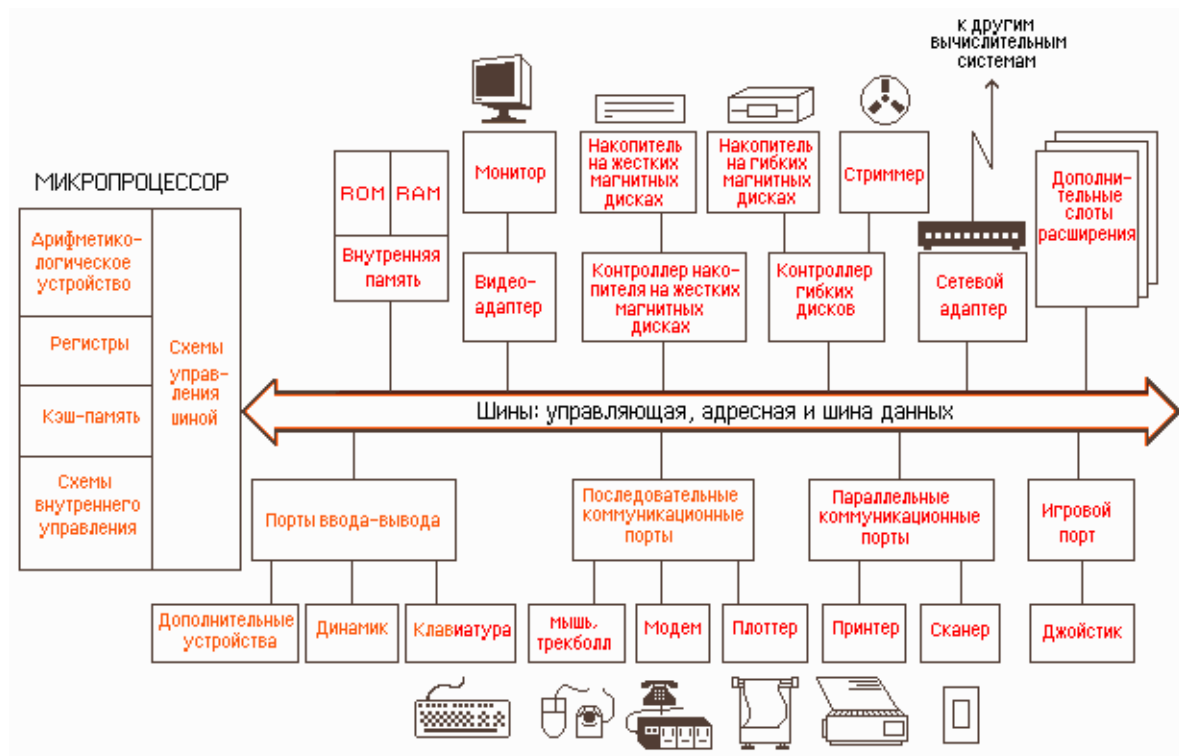 к другим
вычислительным
системам
МИКРОПРОЦЕССОР
Арифметико-
логическое
устройство
Регистры
Кэш-память
Схемы
внутреннего
управления
Схемы
управ-
ления
шиной
ROM
RAM
Внутренняя
память
Монитор
Видео-
адаптер
Накопитель
на жестких
магнитных
дисках
Контроллер нако-
пителя на жестких
магнитных
дисках
Накопитель
на гибких
магнитных
дисках
Стриммер
Контроллер
гибких
дисков
Сетевой
адаптер
Дополни-
тельные
слоты
расширения
Шины: управляющая, адресная и шина данных
Порты ввода-вывода
Последовательные
коммуникационные
порты
Параллельные
коммуникационные
порты
Игровой
порт
Дополнительные
устройства
Динамик
Клавиатура
мышь,
трекболл
Модем
Плоттер
Принтер
Сканер
Джойстик